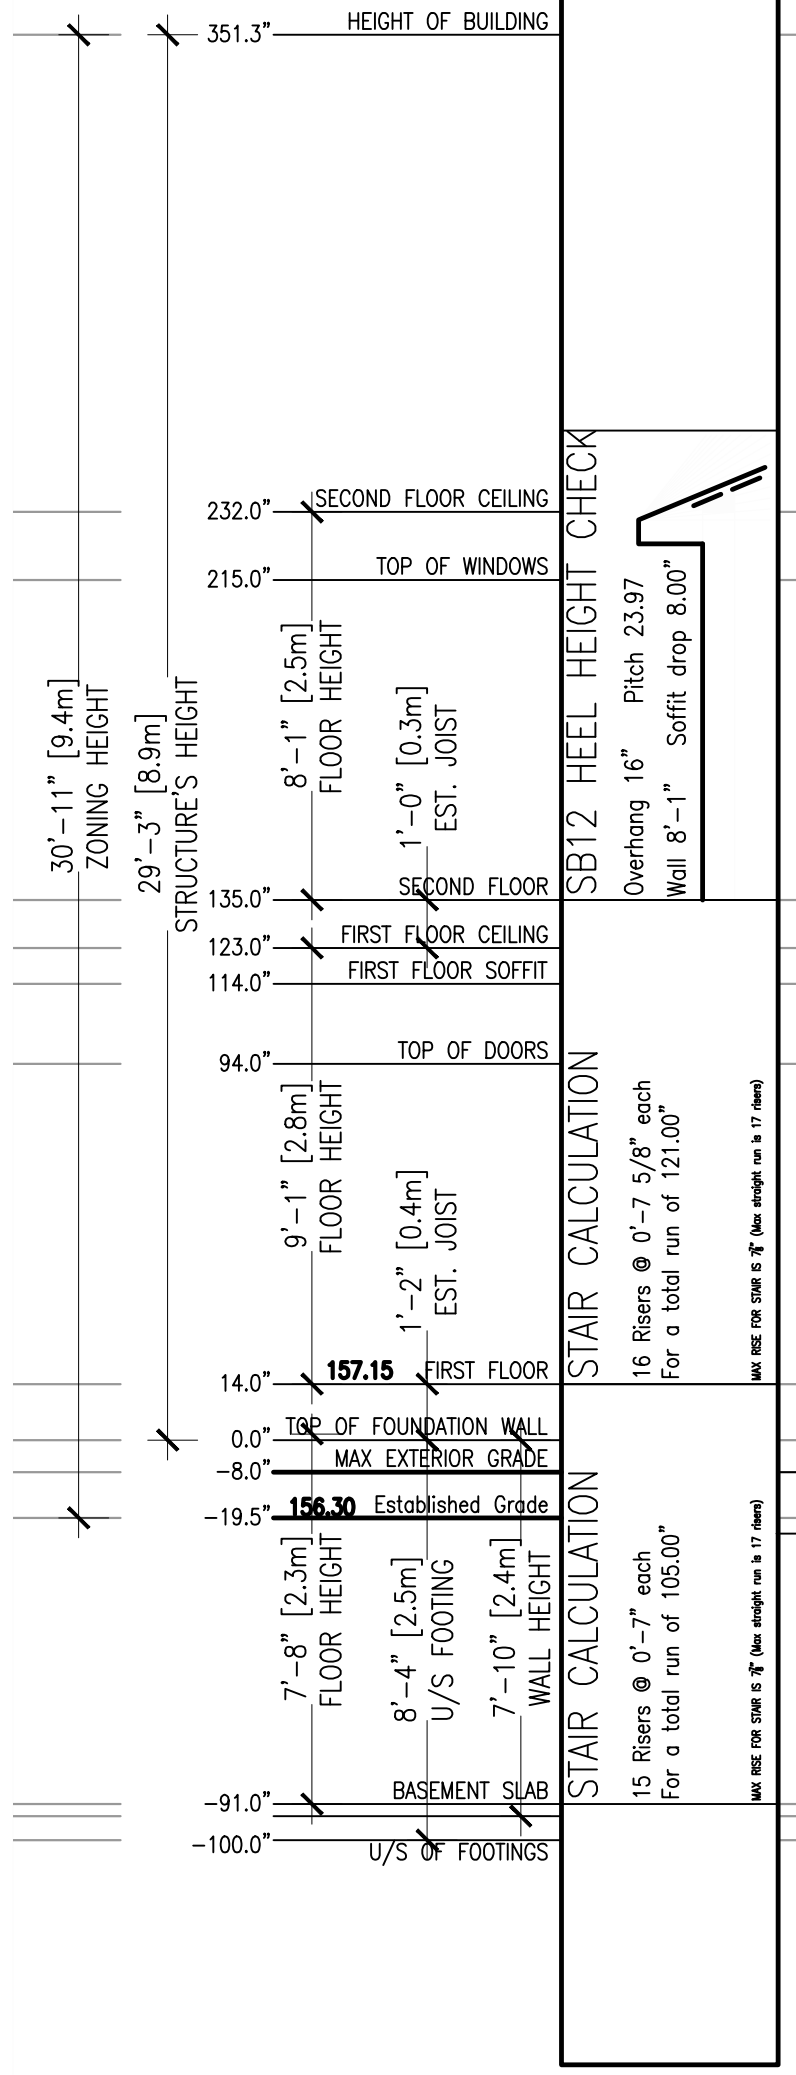 351.3" HEIGHT OF BUILDING
232.0" SECOND FLOOR CEILING
215.0" TOP OF WINDOWS
135.0" SECOND FLOOR
123.0" FIRST FLOOR CEILING
114.0" FIRST FLOOR SOFFIT
94.0" TOP OF DOORS
14.0" 157.15 FIRST FLOOR
0.0" TOP OF FOUNDATION WALL
-8.0" MAX EXTERIOR GRADE
-19.5" 156.30 Established Grade
-91.0" BASEMENT SLAB
-100.0" U/S OF FOOTINGS
30'-11" [9.4m]
ZONING HEIGHT
29'-3" [8.9m]
STRUCTURE'S HEIGHT
8'-1" [2.5m]
FLOOR HEIGHT
1'-0" [0.3m]
EST. JOIST
9'-1" [2.8m]
FLOOR HEIGHT
1'-2" [0.4m]
EST. JOIST
7'-8" [2.3m]
FLOOR HEIGHT
8'-4" [2.5m]
U/S FOOTING
7'-10" [2.4m]
WALL HEIGHT
SB12 HEEL HEIGHT CHECK
Overhang 16" Pitch 23.97
Wall 8'-1" Soffit drop 8.00"
STAIR CALCULATION
16 Risers @ 0'-7 5/8" each
For a total run of 121.00"
MAX RISE FOR STAIR IS (Max straight run is 17 risers)
STAIR CALCULATION
15 Risers @ 0'-7" each
For a total run of 105.00"
MAX RISE FOR STAIR IS (Max straight run is 17 risers)